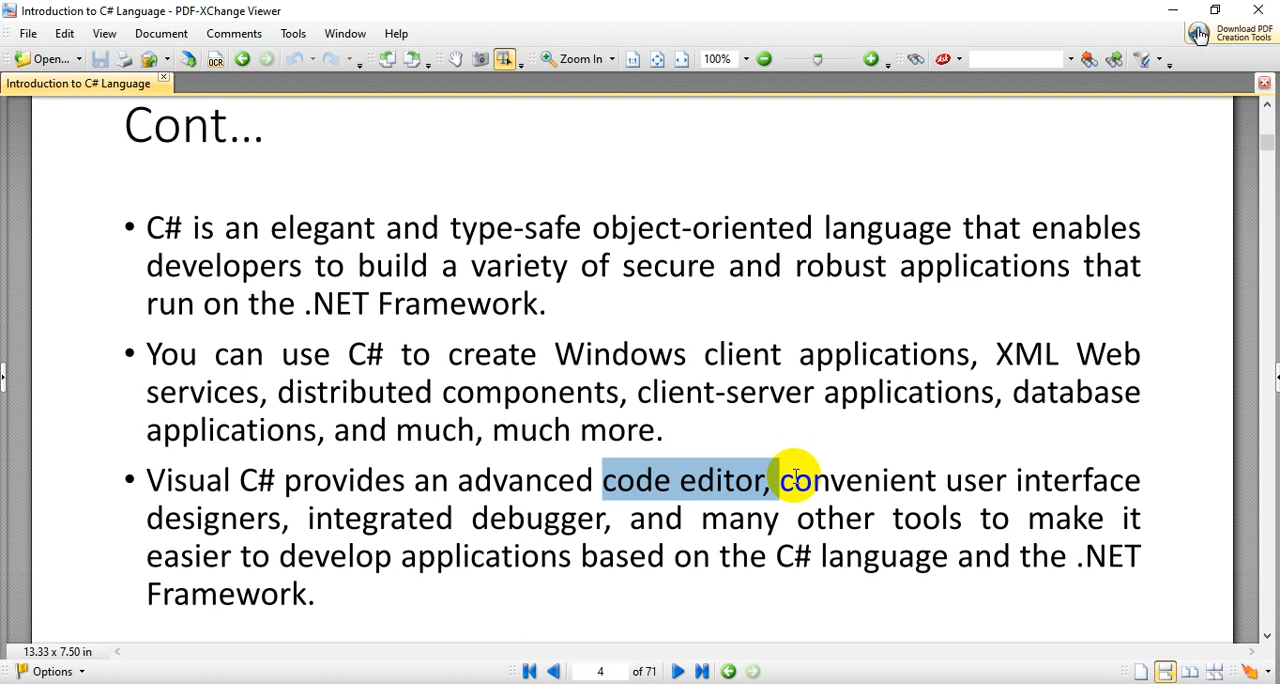 Introduction to C# Language - PDF-XChange Viewer
File Edit View Document Comments Tools Window Help
Download PDF
Creation Tools
Open... OCR Zoom In 100%
Introduction to C# Language
Cont...
• C# is an elegant and type-safe object-oriented language that enables
developers to build a variety of secure and robust applications that
run on the .NET Framework.
• You can use C# to create Windows client applications, XML Web
services, distributed components, client-server applications, database
applications, and much, much more.
• Visual C# provides an advanced code editor, convenient user interface
designers, integrated debugger, and many other tools to make it
easier to develop applications based on the C# language and the .NET
Framework.
13.33 x 7.50 in
Options 4 of 71